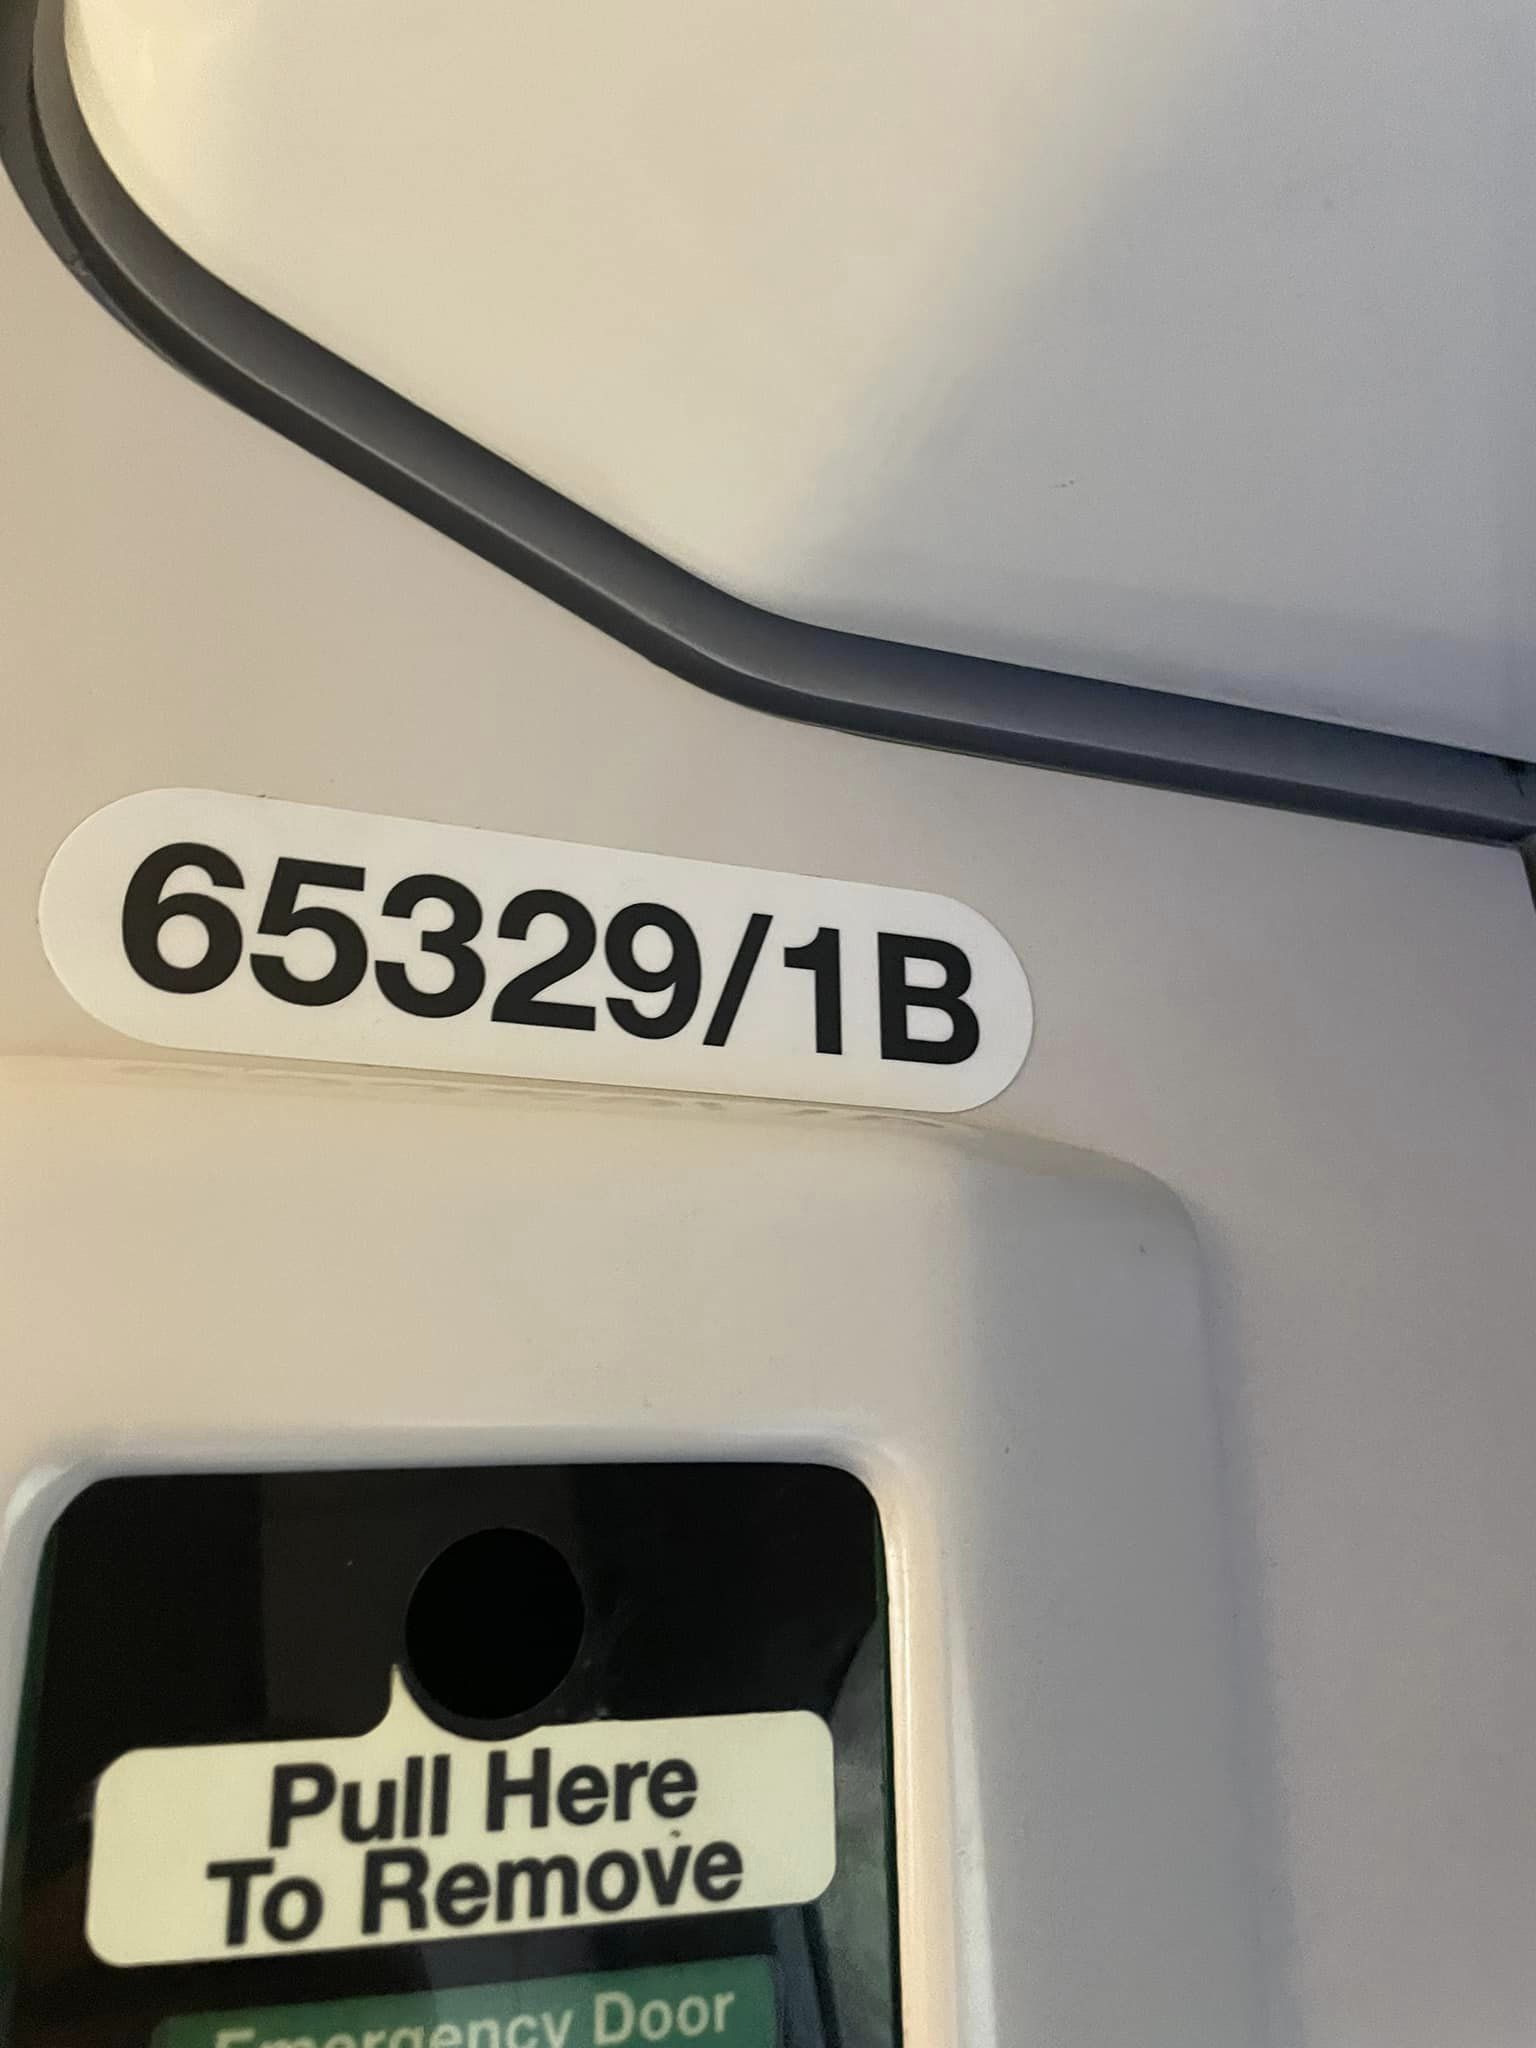 65329/1B
Pull Here
To Remove
Emergency Door